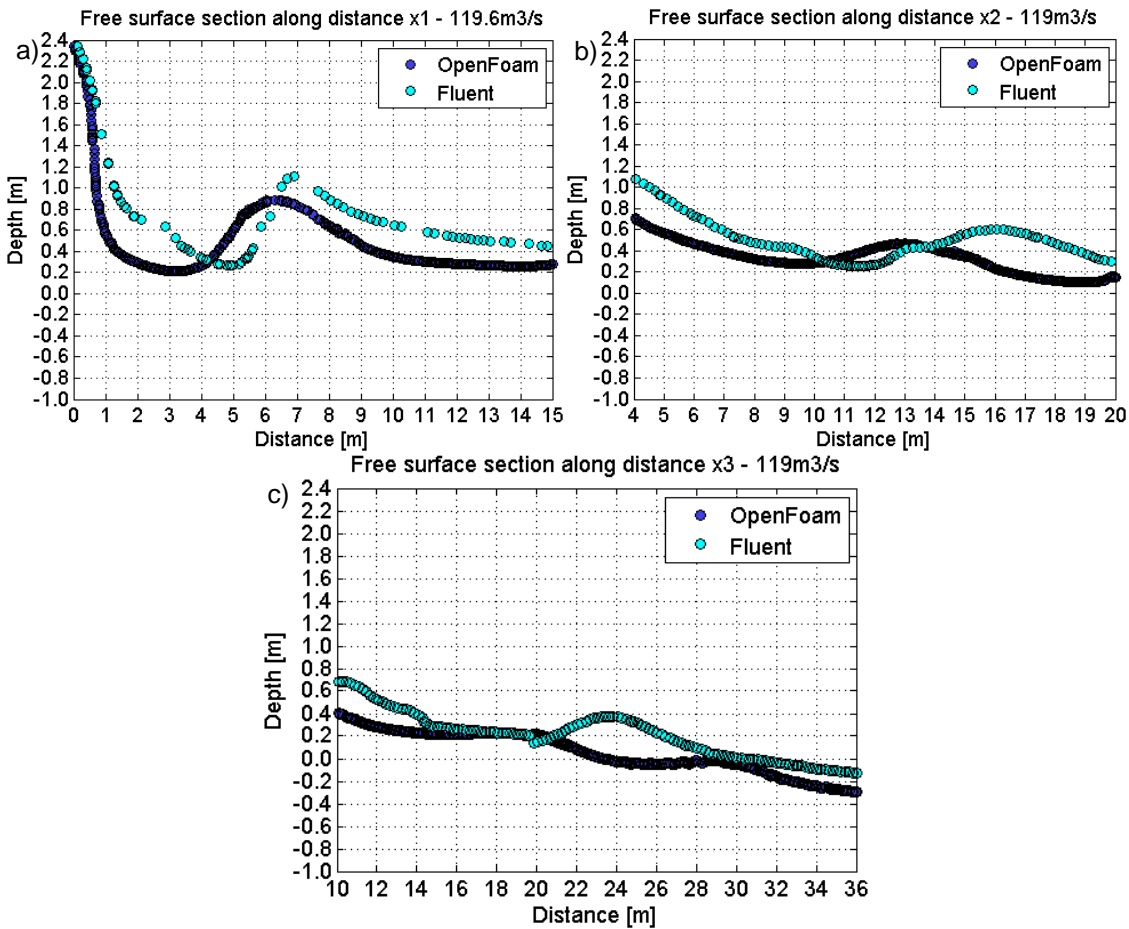 Free surface section along distance x1 - 119.6m3/s
a)
OpenFoam
Fluent
2.4
2.2
2.0
1.8
1.6
1.4
1.2
1.0
0.8
0.6
0.4
0.2
0.0
-0.2
-0.4
-0.6
-0.8
-1.0
Depth [m]
0 1 2 3 4 5 6 7 8 9 10 11 12 13 14 15
Distance [m]
Free surface section along distance x2 - 119m3/s
b)
OpenFoam
Fluent
2.4
2.2
2.0
1.8
1.6
1.4
1.2
1.0
0.8
0.6
0.4
0.2
0.0
-0.2
-0.4
-0.6
-0.8
-1.0
Depth [m]
4 5 6 7 8 9 10 11 12 13 14 15 16 17 18 19 20
Distance [m]
Free surface section along distance x3 - 119m3/s
c)
OpenFoam
Fluent
2.4
2.2
2.0
1.8
1.6
1.4
1.2
1.0
0.8
0.6
0.4
0.2
0.0
-0.2
-0.4
-0.6
-0.8
-1.0
Depth [m]
10 12 14 16 18 20 22 24 26 28 30 32 34 36
Distance [m]